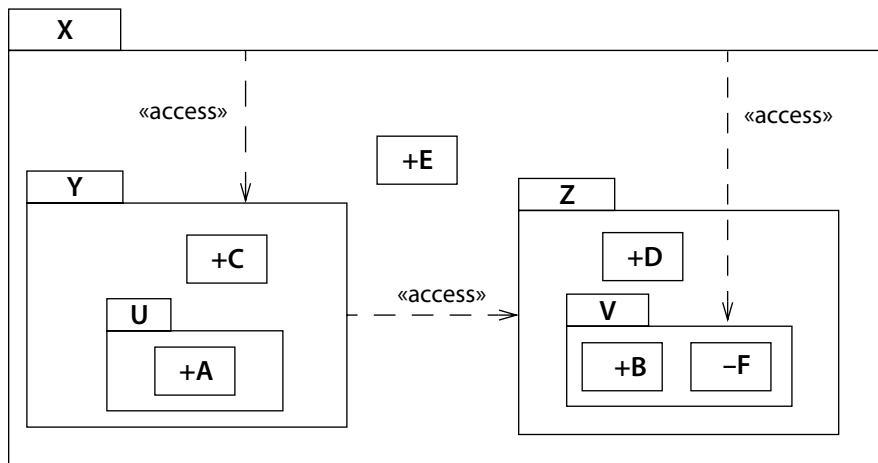 X
«access»
«access»
+E
Y
Z
+C
+D
«access»
U
V
+A
+B
–F